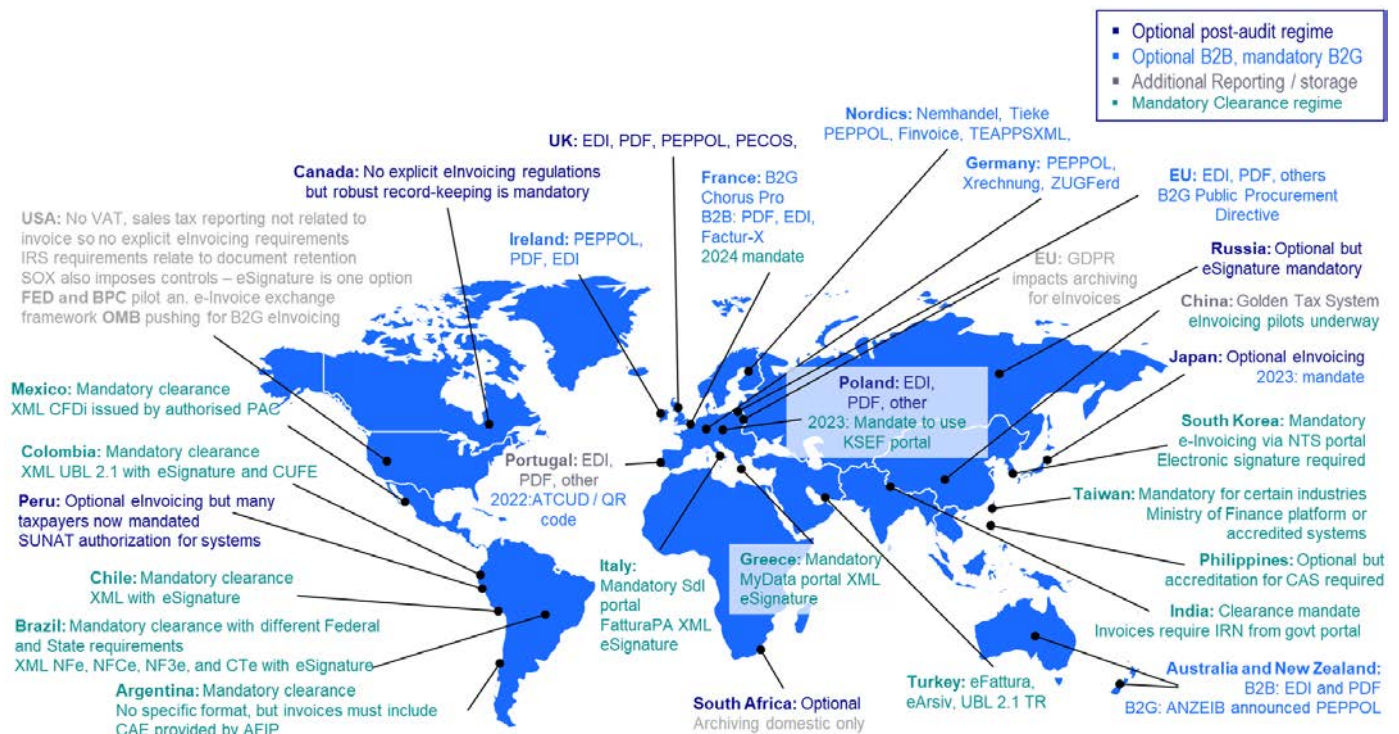 Optional post-audit regime
Optional B2B, mandatory B2G
Additional Reporting / storage
Mandatory Clearance regime
Nordics: Nemhandel, Tieke
PEPPOL, Finvoice, TEAPPSXML,
UK: EDI, PDF, PEPPOL, PECOS,
Germany: PEPPOL,
Xrechnung, ZUGFerd
EU: EDI, PDF, others
B2G Public Procurement
Directive
Canada: No explicit eInvoicing regulations
but robust record-keeping is mandatory
France: B2G
Chorus Pro
B2B: PDF, EDI,
Factur-X
2024 mandate
USA: No VAT, sales tax reporting not related to
invoice so no explicit eInvoicing requirements
IRS requirements relate to document retention
SOX also imposes controls – eSignature is one option
FED and BPC pilot an. e-Invoice exchange
framework OMB pushing for B2G eInvoicing
Ireland: PEPPOL,
PDF, EDI
EU: GDPR
impacts archiving
for eInvoices
Russia: Optional but
eSignature mandatory
China: Golden Tax System
eInvoicing pilots underway
Japan: Optional eInvoicing
2023: mandate
Mexico: Mandatory clearance
XML CFDi issued by authorised PAC
Poland: EDI,
PDF, other
2023: Mandate to use
KSEF portal
South Korea: Mandatory
e-Invoicing via NTS portal
Electronic signature required
Colombia: Mandatory clearance
XML UBL 2.1 with eSignature and CUFE
Portugal: EDI,
PDF, other
2022:ATCUD / QR
code
Peru: Optional eInvoicing but many
taxpayers now mandated
SUNAT authorization for systems
Taiwan: Mandatory for certain industries
Ministry of Finance platform or
accredited systems
Chile: Mandatory clearance
XML with eSignature
Italy:
Mandatory SdI
portal
FatturaPA XML
eSignature
Greece: Mandatory
MyData portal XML
eSignature
Philippines: Optional but
accreditation for CAS required
India: Clearance mandate
Invoices require IRN from govt portal
Brazil: Mandatory clearance with different Federal
and State requirements
XML NFe, NFCe, NF3e, and CTe with eSignature
Argentina: Mandatory clearance
No specific format, but invoices must include
CAE provided by AFIP
South Africa: Optional
Archiving domestic only
Turkey: eFattura,
eArsiv, UBL 2.1 TR
Australia and New Zealand:
B2B: EDI and PDF
B2G: ANZEIB announced PEPPOL